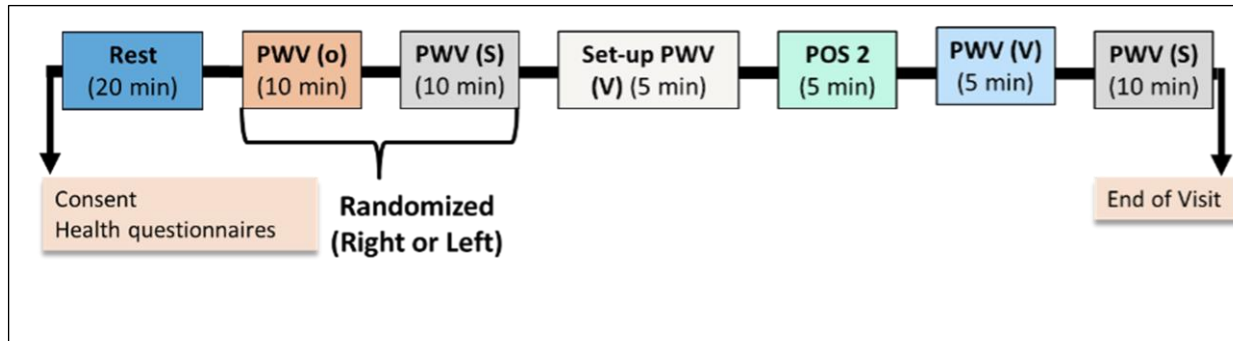 Rest
(20 min)
PWV (o)
(10 min)
PWV (S)
(10 min)
Set-up PWV
(V) (5 min)
POS 2
(5 min)
PWV (V)
(5 min)
PWV (S)
(10 min)
Consent
Health questionnaires
Randomized
(Right or Left)
End of Visit